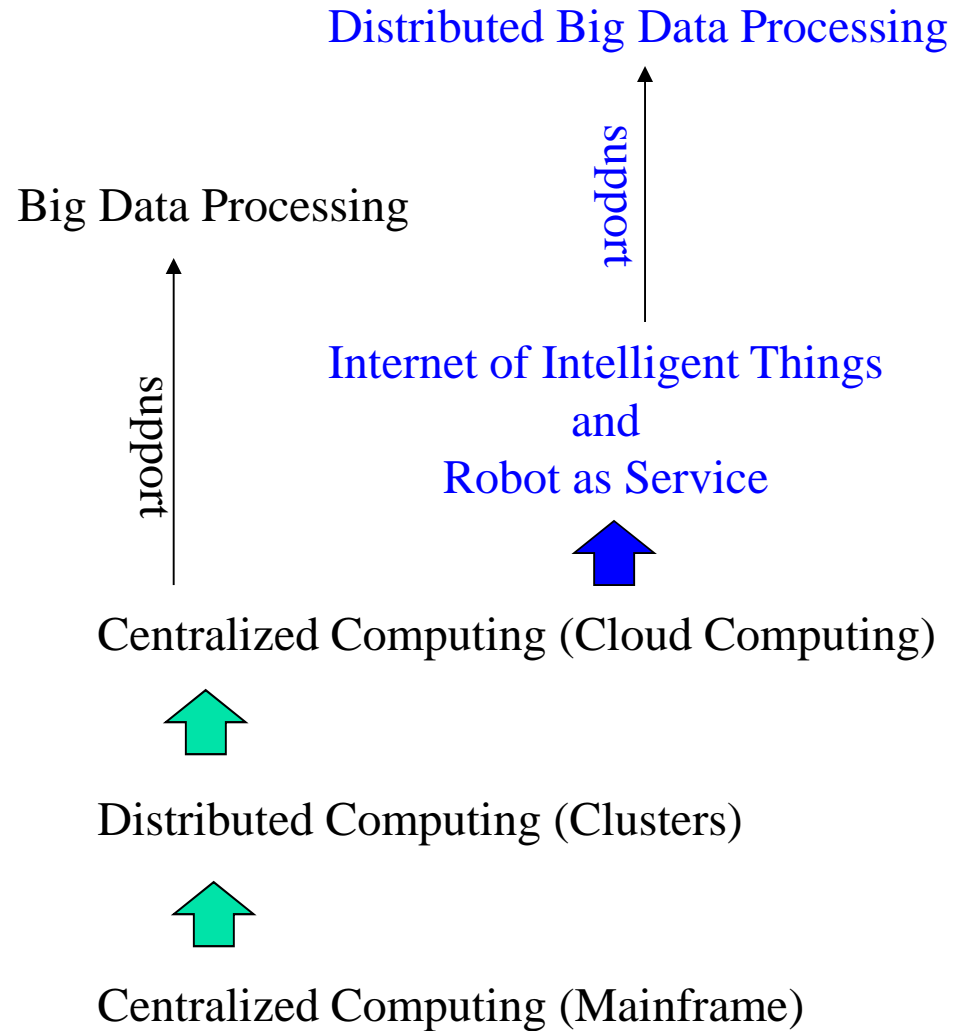 Distributed Big Data Processing
support
Big Data Processing
support
Internet of Intelligent Things
and
Robot as Service
Centralized Computing (Cloud Computing)
Distributed Computing (Clusters)
Centralized Computing (Mainframe)